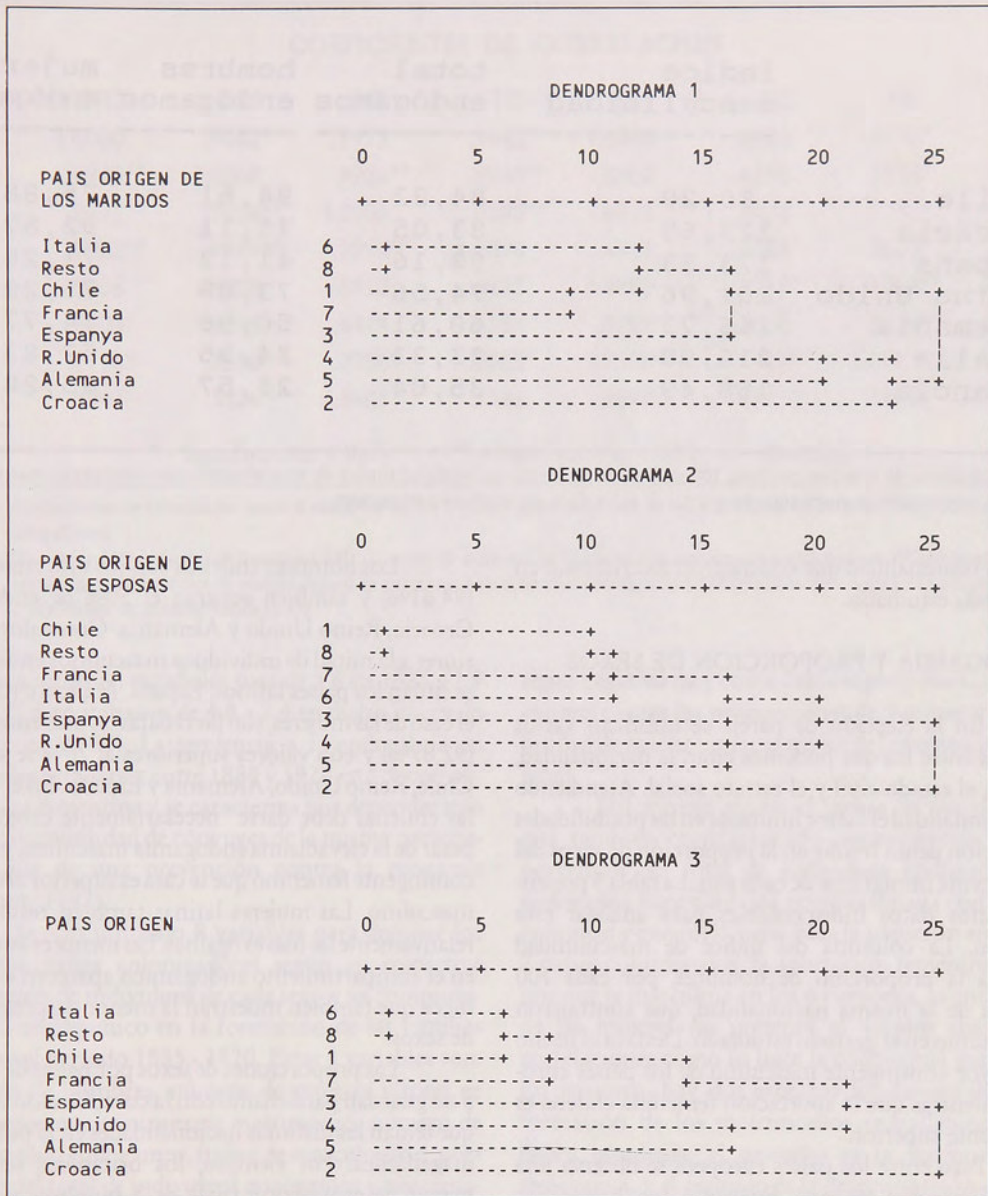 DENDROGRAMA 1
0 5 10 15 20 25
PAIS ORIGEN DE
LOS MARIDOS
Italia 6
Resto 8
Chile 1
Francia 7
Espanya 3
R.Unido 4
Alemania 5
Croacia 2
DENDROGRAMA 2
0 5 10 15 20 25
PAIS ORIGEN DE
LAS ESPOSAS
Chile 1
Resto 8
Francia 7
Italia 6
Espanya 3
R.Unido 4
Alemania 5
Croacia 2
DENDROGRAMA 3
0 5 10 15 20 25
PAIS ORIGEN
Italia 6
Resto 8
Chile 1
Francia 7
Espanya 3
R.Unido 4
Alemania 5
Croacia 2